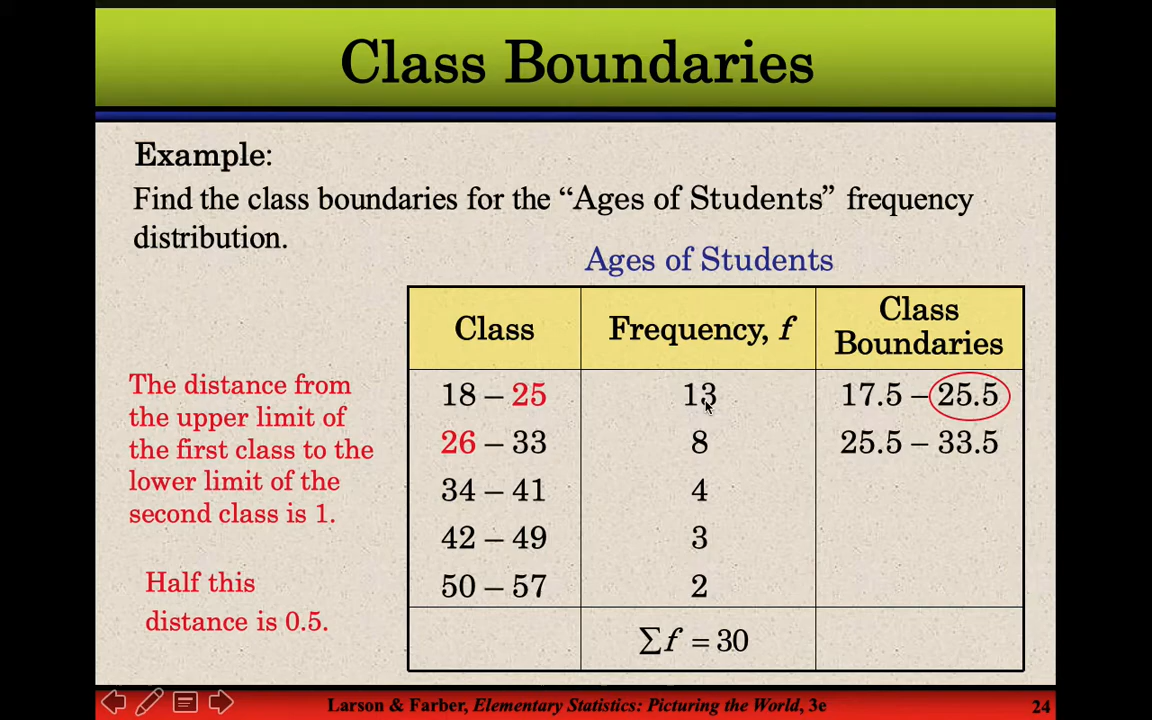 Class Boundaries
Example:
Find the class boundaries for the “Ages of Students” frequency
distribution.
Ages of Students
Class Frequency, f Class Boundaries
18 – 25 13 17.5 – 25.5
26 – 33 8 25.5 – 33.5
34 – 41 4
42 – 49 3
50 – 57 2
∑f = 30
The distance from
the upper limit of
the first class to the
lower limit of the
second class is 1.
Half this
distance is 0.5.
Larson & Farber, Elementary Statistics: Picturing the World, 3e 24